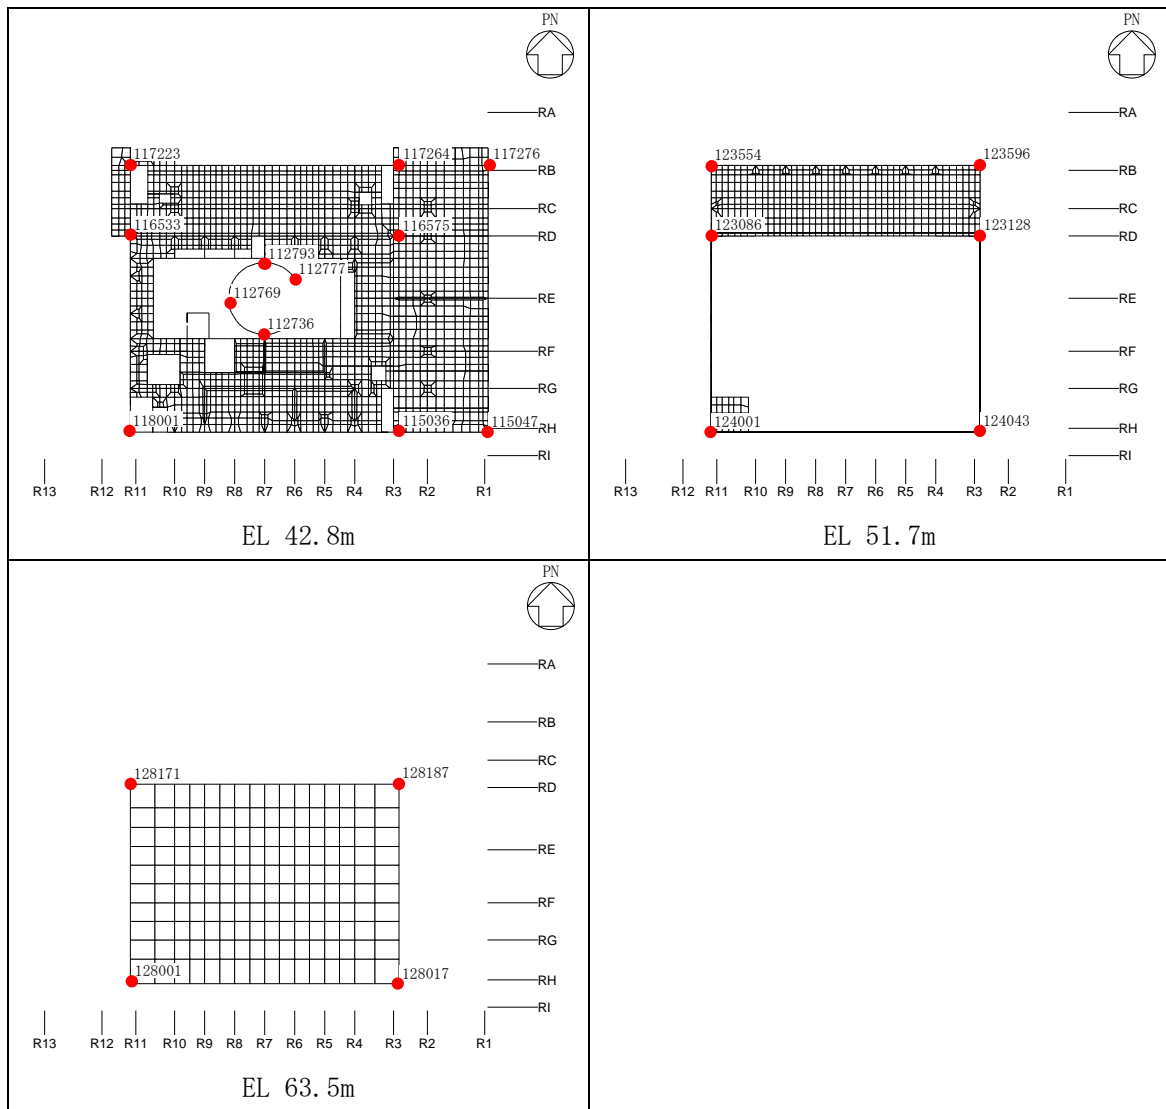 PN
RA
117223
117264
117276
RB
RC
116533
116575
RD
112793
112777
112769
RE
112736
RF
RG
118001
115036
115047
RH
RI
R13 R12 R11 R10 R9 R8 R7 R6 R5 R4 R3 R2 R1
EL 42.8m
PN
RA
123554
123596
RB
RC
123086
123128
RD
RE
RF
RG
124001
124043
RH
RI
R13 R12 R11 R10 R9 R8 R7 R6 R5 R4 R3 R2 R1
EL 51.7m
PN
RA
RB
RC
128171
128187
RD
RE
RF
RG
128001
128017
RH
RI
R13 R12 R11 R10 R9 R8 R7 R6 R5 R4 R3 R2 R1
EL 63.5m